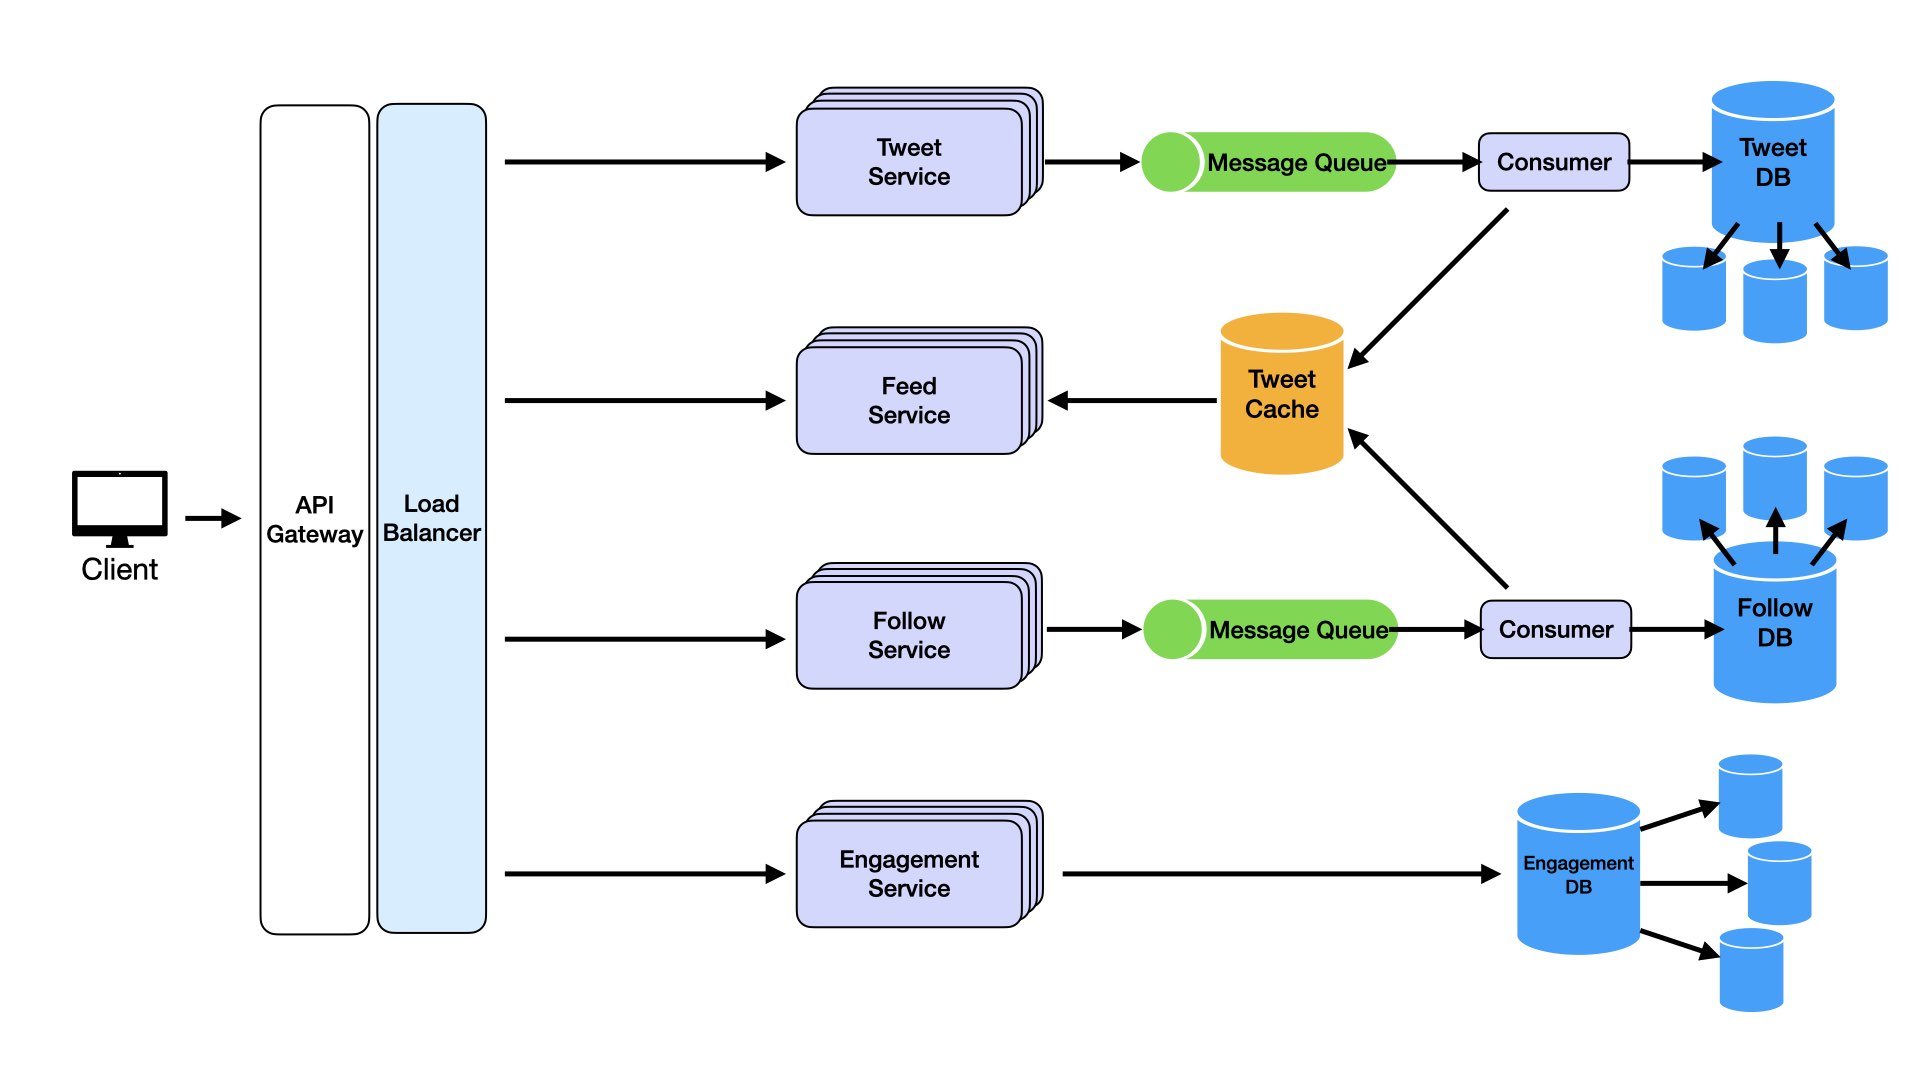 Client
API
Gateway
Load
Balancer
Tweet
Service
Message Queue
Consumer
Tweet
DB
Feed
Service
Tweet
Cache
Follow
Service
Message Queue
Consumer
Follow
DB
Engagement
Service
Engagement
DB